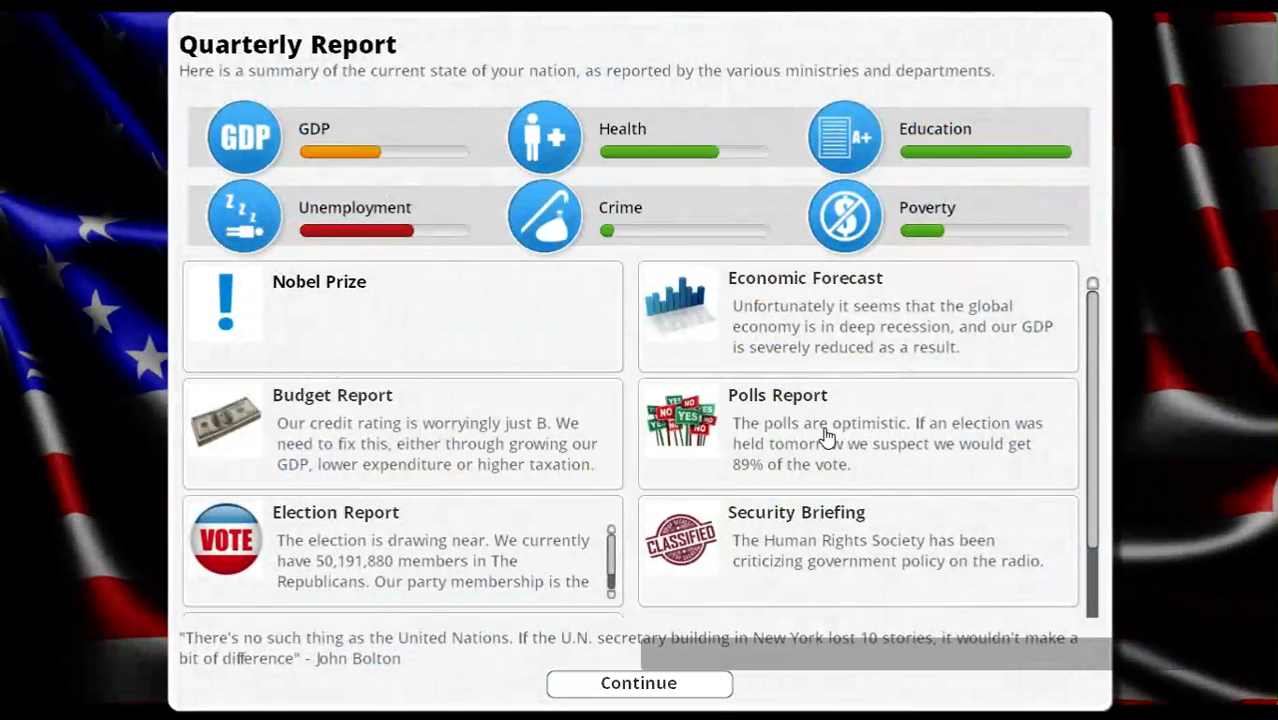 Quarterly Report
Here is a summary of the current state of your nation, as reported by the various ministries and departments.
GDP
GDP
Health
A+
Education
Z Z Z
Unemployment
Crime
$
Poverty
!
Nobel Prize
Economic Forecast
Unfortunately it seems that the global
economy is in deep recession, and our GDP
is severely reduced as a result.
Budget Report
Our credit rating is worryingly just B. We
need to fix this, either through growing our
GDP, lower expenditure or higher taxation.
YES NO
NO YES
NO
Polls Report
The polls are optimistic. If an election was
held tomorrow we suspect we would get
89% of the vote.
VOTE
Election Report
The election is drawing near. We currently
have 50,191,880 members in The
Republicans. Our party membership is the
CLASSIFIED
Security Briefing
The Human Rights Society has been
criticizing government policy on the radio.
"There's no such thing as the United Nations. If the U.N. secretary building in New York lost 10 stories, it wouldn't make a
bit of difference" - John Bolton
Continue